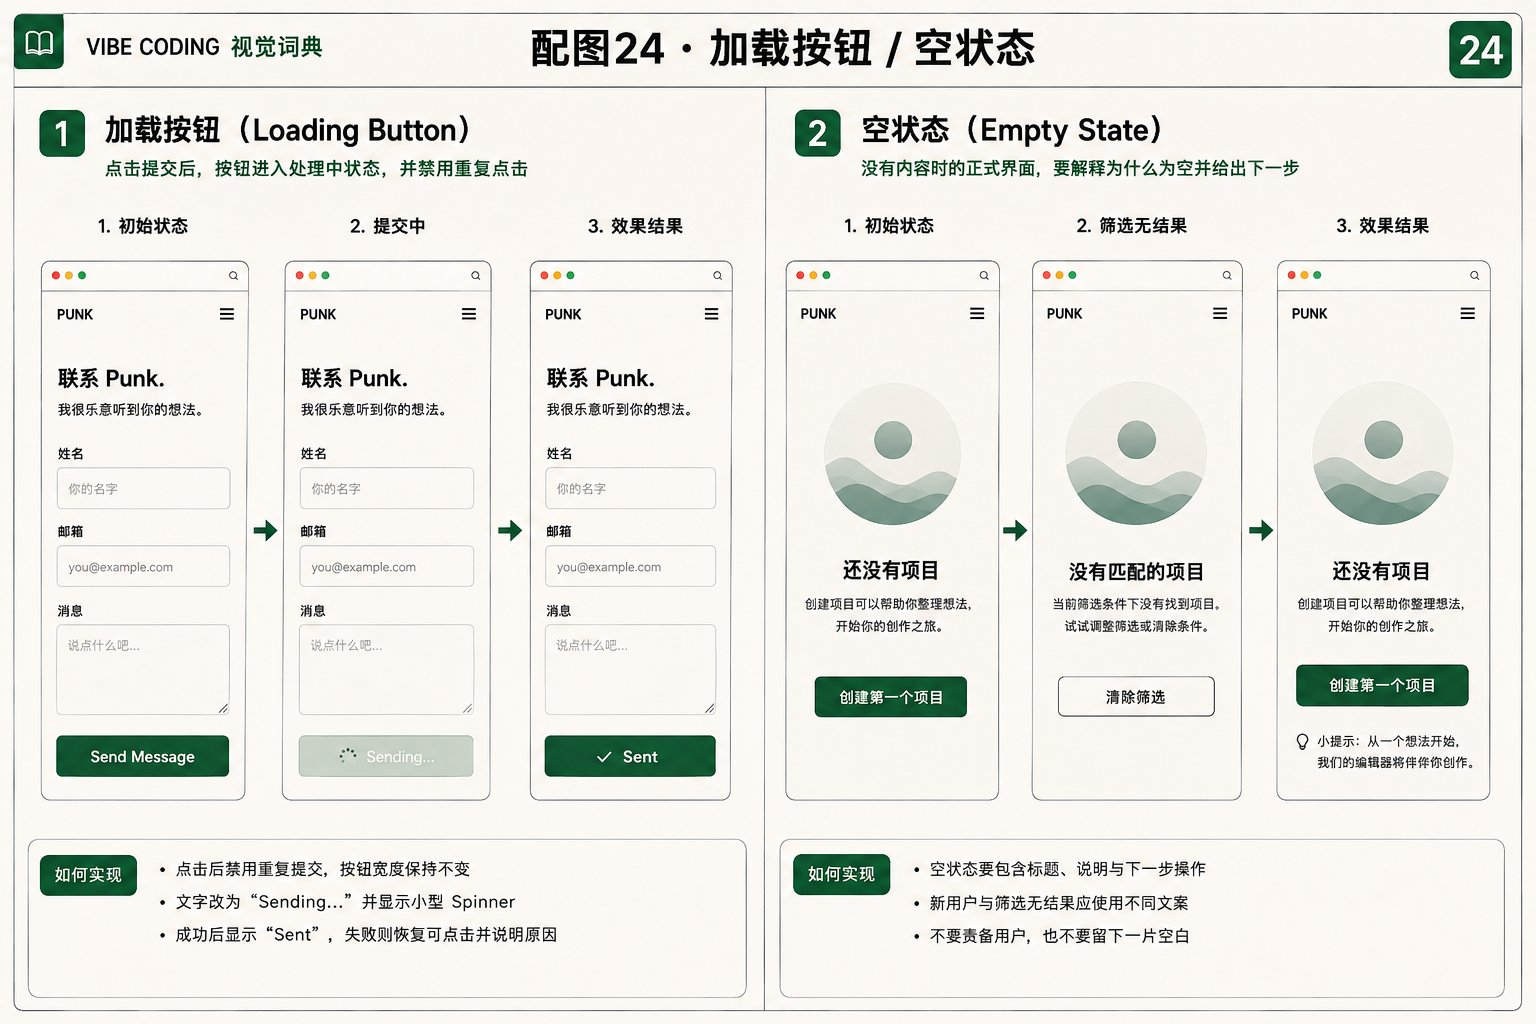 VIBE CODING 视觉词典
配图24 · 加载按钮 / 空状态
24
1 加载按钮（Loading Button）
点击提交后，按钮进入处理中状态，并禁用重复点击
1. 初始状态
2. 提交中
3. 效果结果
PUNK
联系 Punk.
我很乐意听到你的想法。
姓名
你的名字
邮箱
you@example.com
消息
说点什么吧...
Send Message
PUNK
联系 Punk.
我很乐意听到你的想法。
姓名
你的名字
邮箱
you@example.com
消息
说点什么吧...
Sending...
PUNK
联系 Punk.
我很乐意听到你的想法。
姓名
你的名字
邮箱
you@example.com
消息
说点什么吧...
Sent
如何实现
• 点击后禁用重复提交，按钮宽度保持不变
• 文字改为“Sending...”并显示小型 Spinner
• 成功后显示“Sent”，失败则恢复可点击并说明原因
2 空状态（Empty State）
没有内容时的正式界面，要解释为什么为空并给出下一步
1. 初始状态
2. 筛选无结果
3. 效果结果
PUNK
还没有项目
创建项目可以帮助你整理想法，
开始你的创作之旅。
创建第一个项目
PUNK
没有匹配的项目
当前筛选条件下没有找到项目。
试试调整筛选或清除条件。
清除筛选
PUNK
还没有项目
创建项目可以帮助你整理想法，
开始你的创作之旅。
创建第一个项目
小提示：从一个想法开始，
我们的编辑器将伴伴你创作。
如何实现
• 空状态要包含标题、说明与下一步操作
• 新用户与筛选无结果应使用不同文案
• 不要责备用户，也不要留下一片空白